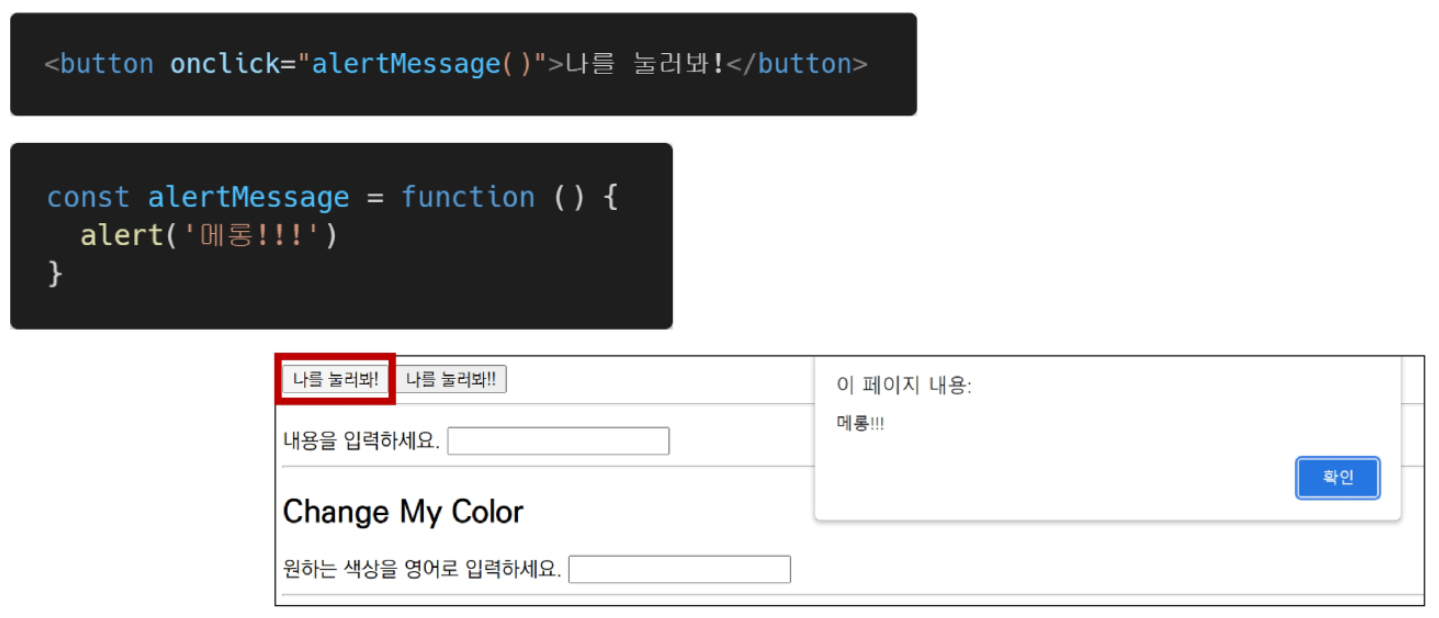 <button onclick="alertMessage()">나를 눌러봐!</button>
const alertMessage = function () {
  alert('메롱!!!')
}
나를 눌러봐! 나를 눌러봐!!
이 페이지 내용:
메롱!!!
확인
내용을 입력하세요.
Change My Color
원하는 색상을 영어로 입력하세요.